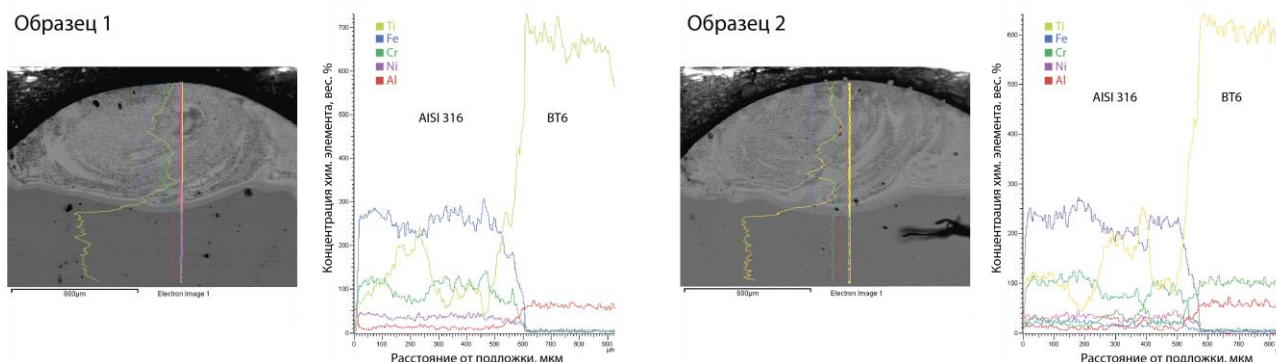 Образец 1
600µm
Electron Image 1
Концентрация хим. элемента, вес. %
700
600
500
400
300
200
100
0
Ti
Fe
Cr
Ni
Al
AISI 316
ВТ6
0 100 200 300 400 500 600 700 800 900
µm
Расстояние от подложки, мкм
Образец 2
600µm
Electron Image 1
Концентрация хим. элемента, вес. %
600
500
400
300
200
100
0
Ti
Fe
Cr
Ni
Al
AISI 316
ВТ6
0 100 200 300 400 500 600 700 800
Расстояние от подложки, мкм